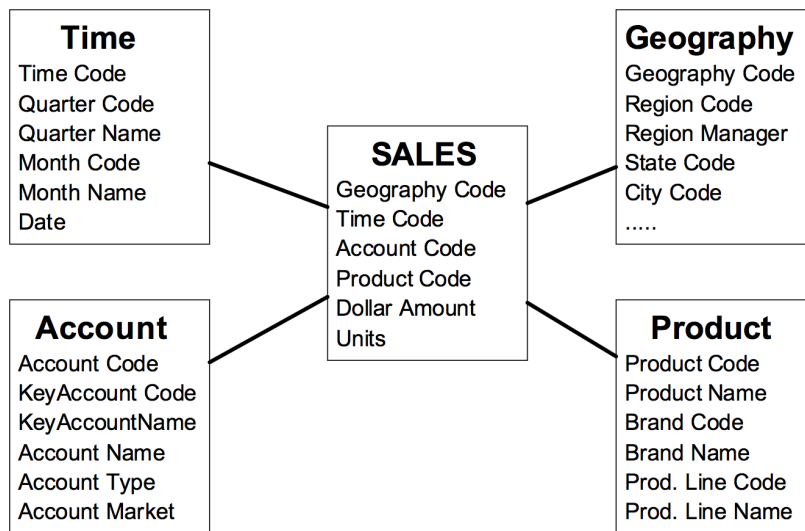 Time
Time Code
Quarter Code
Quarter Name
Month Code
Month Name
Date
Geography
Geography Code
Region Code
Region Manager
State Code
City Code
.....
SALES
Geography Code
Time Code
Account Code
Product Code
Dollar Amount
Units
Account
Account Code
KeyAccount Code
KeyAccountName
Account Name
Account Type
Account Market
Product
Product Code
Product Name
Brand Code
Brand Name
Prod. Line Code
Prod. Line Name